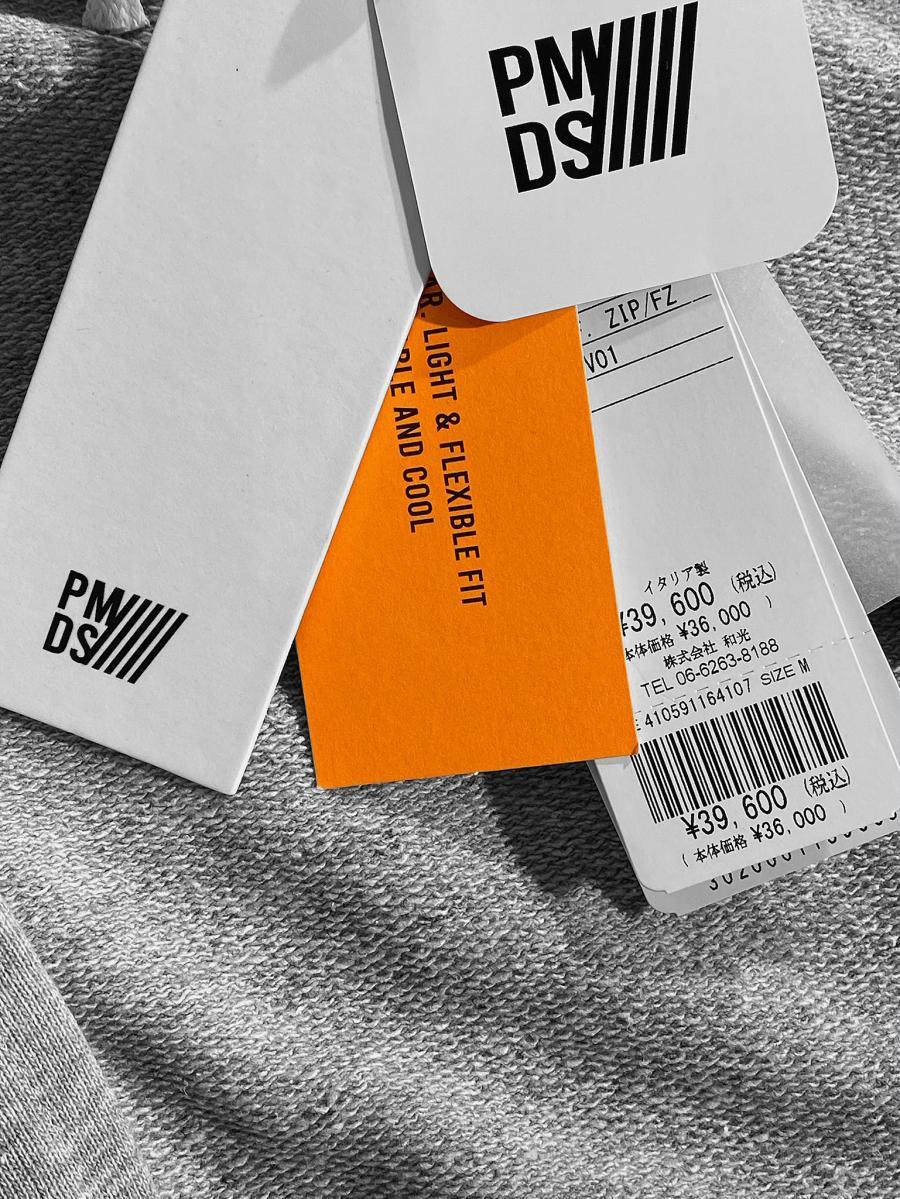 PM
DS
PM
DS
LIGHT & FLEXIBLE FIT
AND COOL
ZIP/FZ
V01
イタリア製
¥39,600 (税込)
本体価格 ¥36,000 )
株式会社 和光
TEL 06-6263-8188
410591164107 SIZE M
¥39,600 (税込)
( 本体価格 ¥36,000 )